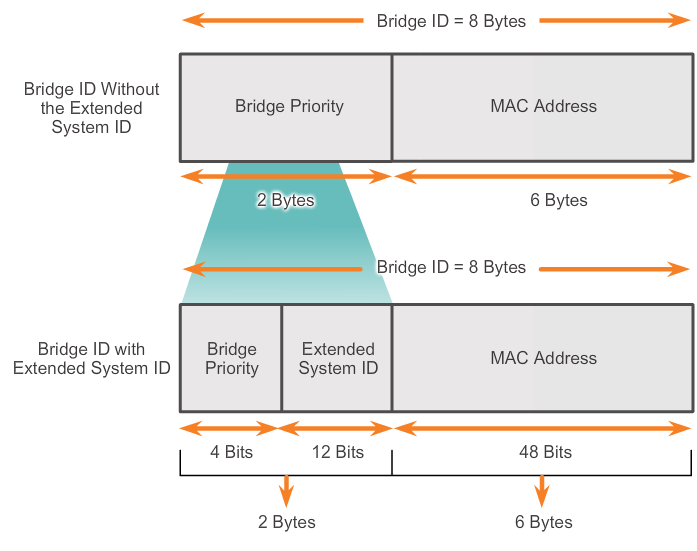 Bridge ID = 8 Bytes
Bridge ID Without
the Extended
System ID
Bridge Priority
MAC Address
2 Bytes
6 Bytes
Bridge ID = 8 Bytes
Bridge ID with
Extended System ID
Bridge
Priority
Extended
System ID
MAC Address
4 Bits
12 Bits
48 Bits
2 Bytes
6 Bytes